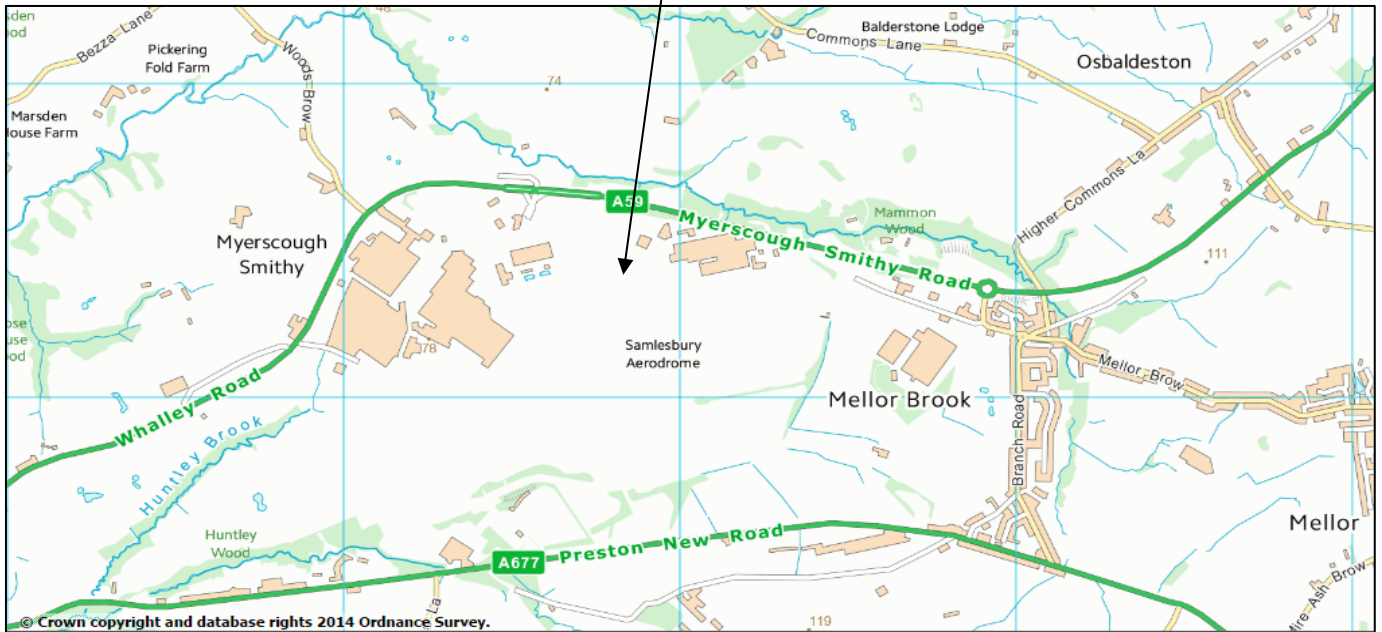 Bezza Lane
Pickering
Fold Farm
Woods Brow
74
Balderstone Lodge
Commons Lane
Osbaldeston
Marsden
House Farm
Higher Commons La
Mammon
Wood
111
Myerscough
Smithy
A59
Myerscough Smithy Road
78
Samlesbury
Aerodrome
Mellor Brook
Mellor Brow
Whalley Road
Huntley Brook
Branch Road
Huntley
Wood
A677
Preston New Road
Mellor
La
119
Mire Ash Brow
© Crown copyright and database rights 2014 Ordnance Survey.